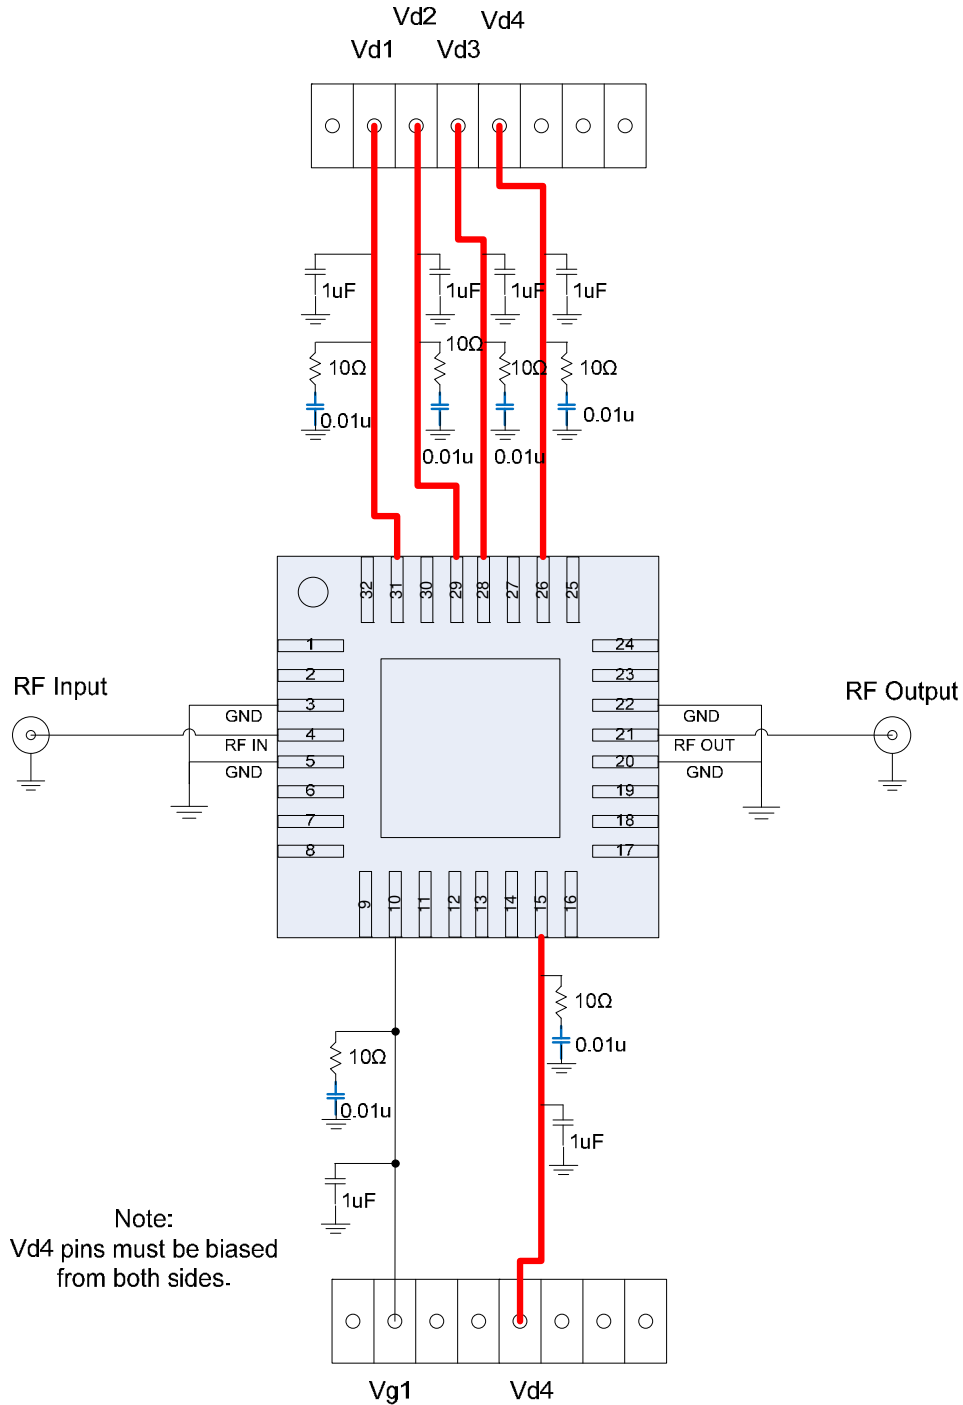 Vd1
Vd2
Vd3
Vd4
1uF
1uF
1uF
1uF
10Ω
10Ω
10Ω
10Ω
0.01u
0.01u
0.01u
0.01u
32
31
30
29
28
27
26
25
1
2
3
4
5
6
7
8
24
23
22
21
20
19
18
17
9
10
11
12
13
14
15
16
RF Input
GND
RF IN
GND
RF Output
GND
RF OUT
GND
10Ω
0.01u
1uF
10Ω
0.01u
1uF
Note:
Vd4 pins must be biased
from both sides.
Vg1
Vd4